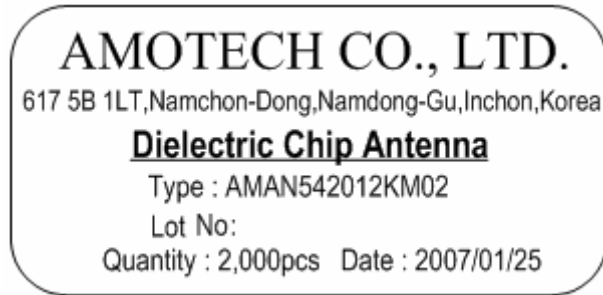 AMOTECH CO., LTD.
617 5B 1LT,Namchon-Dong,Namdong-Gu,Inchon,Korea
Dielectric Chip Antenna
Type : AMAN542012KM02
Lot No:
Quantity : 2,000pcs Date : 2007/01/25